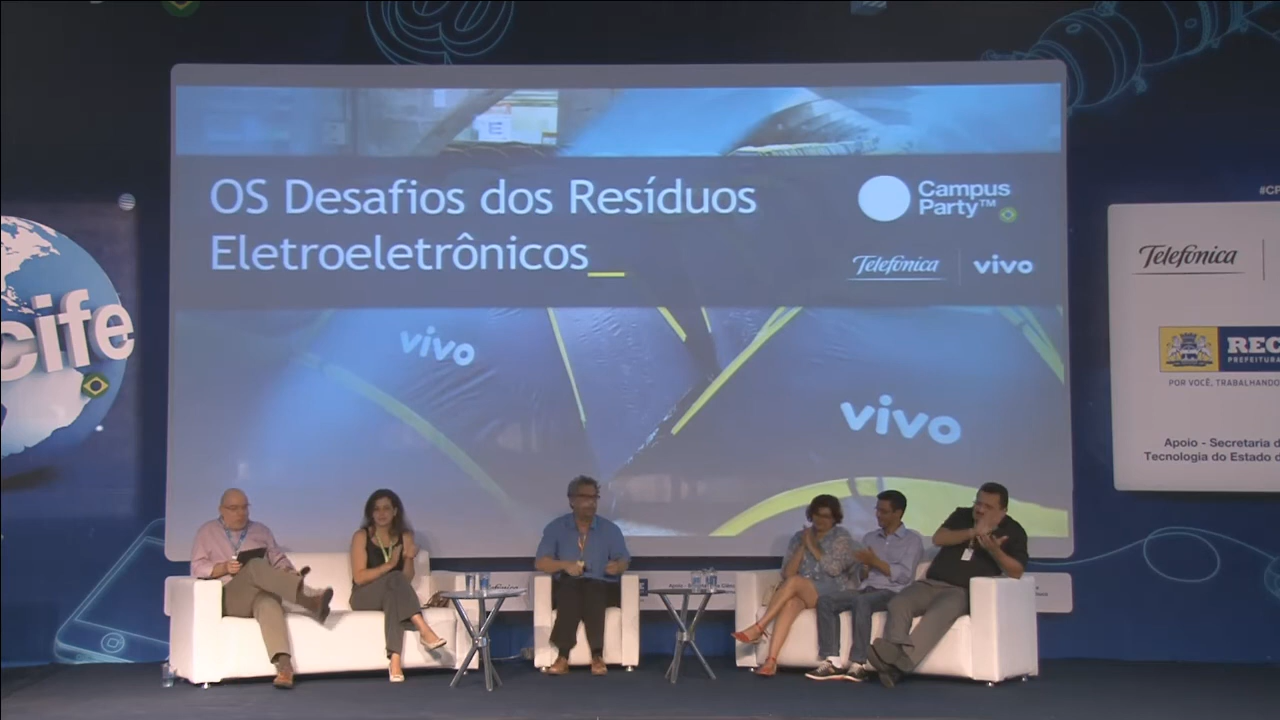 OS Desafios dos Resíduos
Eletroeletrônicos_
Campus
Party™
Telefónica
vivo
vivo
vivo
cife
#CP
Telefónica
REC
PREFEITURA
POR VOCÊ, TRABALHANDO
Apoio - Secretaria d
Tecnologia do Estado d